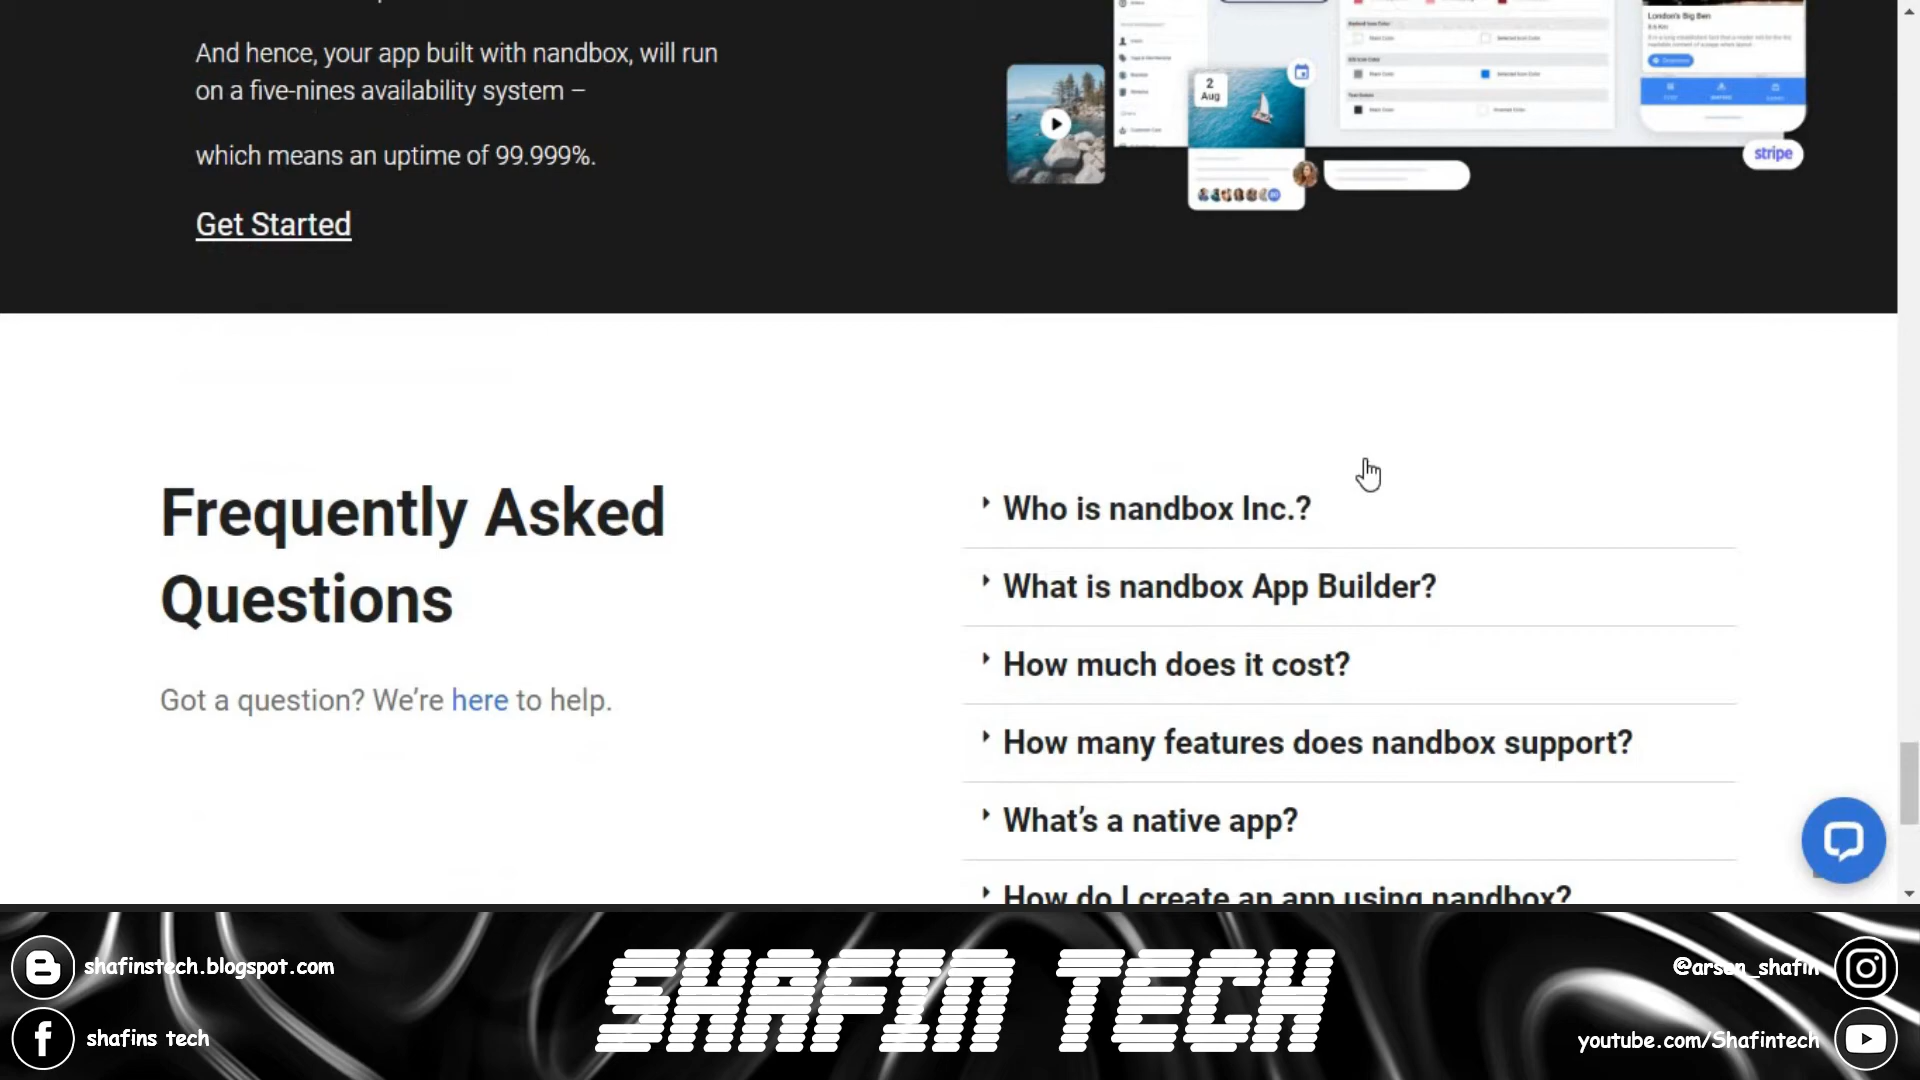 And hence, your app built with nandbox, will run
on a five-nines availability system –
which means an uptime of 99.999%.
Get Started
London's Big Ben
2
Aug
stripe
Frequently Asked
Questions
Got a question? We're here to help.
Who is nandbox Inc.?
What is nandbox App Builder?
How much does it cost?
How many features does nandbox support?
What's a native app?
How do I create an app using nandbox?
shafinstech.blogspot.com
shafins tech
SHAFIN TECH
@arsen_shafin
youtube.com/Shafintech